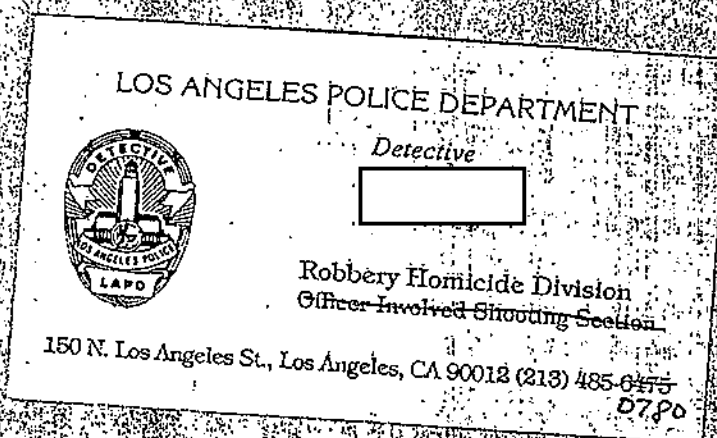 LOS ANGELES POLICE DEPARTMENT
Detective
DETECTIVE
LOS ANGELES POLICE
LAPD
Robbery Homicide Division
Officer Involved Shooting Section
150 N. Los Angeles St., Los Angeles, CA 90012 (213) 485-6475
0780